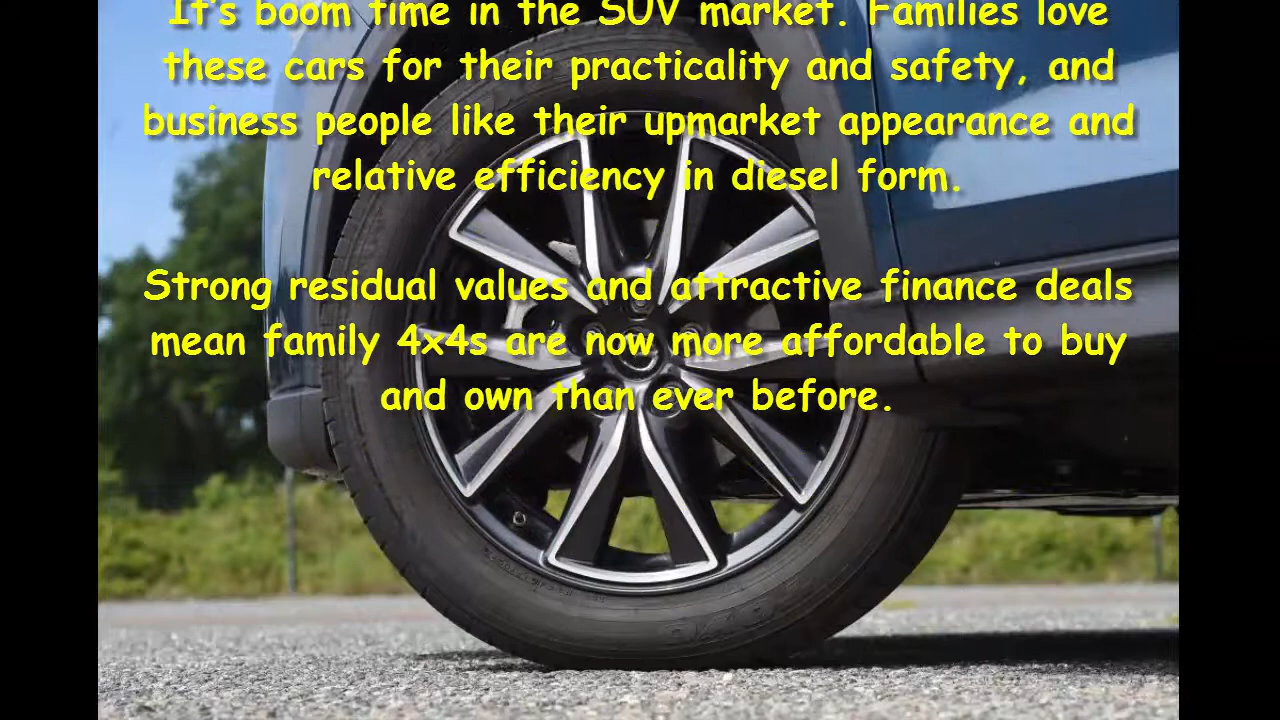 It's boom time in the SUV market. Families love
these cars for their practicality and safety, and
business people like their upmarket appearance and
relative efficiency in diesel form.
Strong residual values and attractive finance deals
mean family 4x4s are now more affordable to buy
and own than ever before.